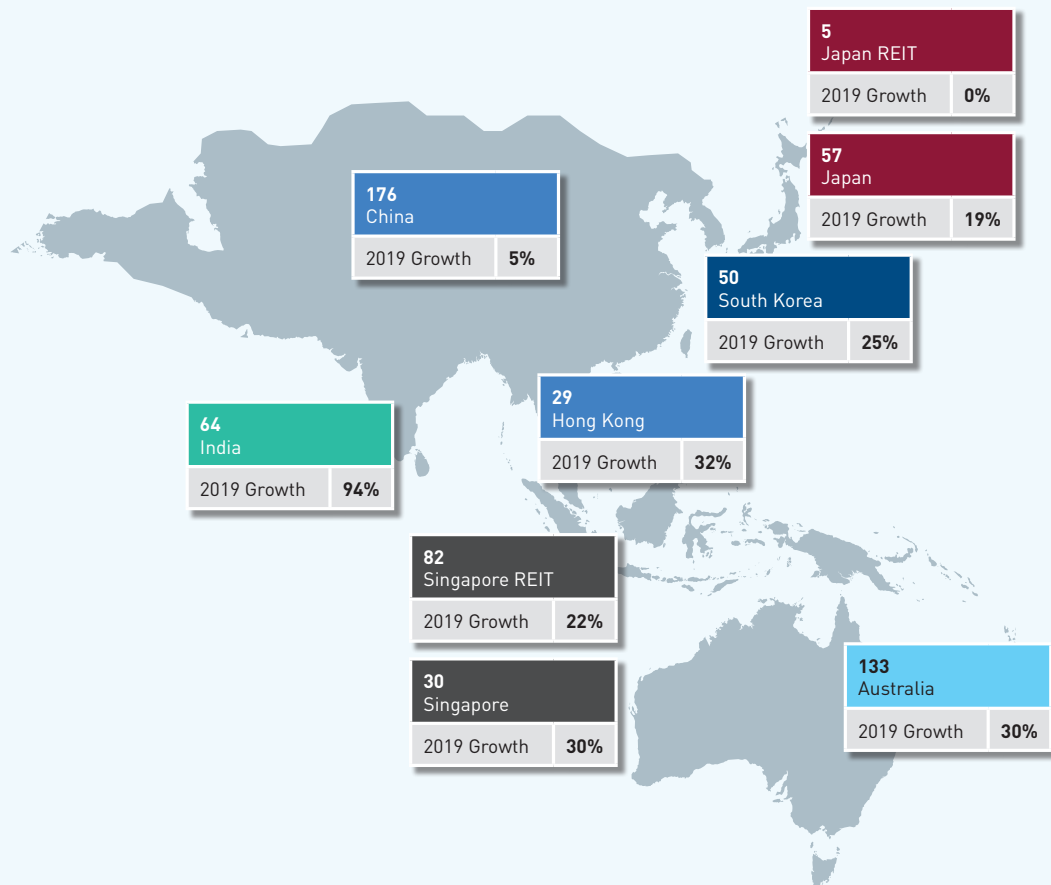 5
Japan REIT
2019 Growth 0%
57
Japan
2019 Growth 19%
176
China
2019 Growth 5%
50
South Korea
2019 Growth 25%
29
Hong Kong
2019 Growth 32%
64
India
2019 Growth 94%
82
Singapore REIT
2019 Growth 22%
30
Singapore
2019 Growth 30%
133
Australia
2019 Growth 30%